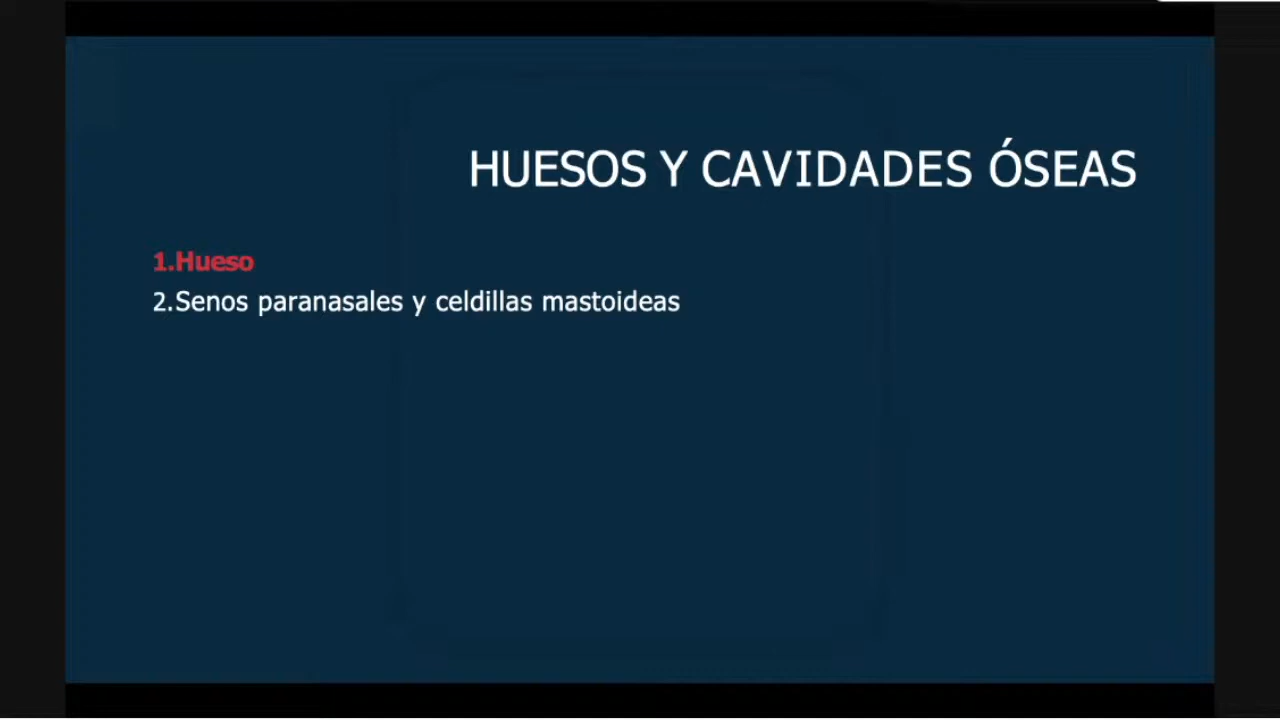 HUESOS Y CAVIDADES ÓSEAS
1.Hueso
2.Senos paranasales y celdillas mastoideas